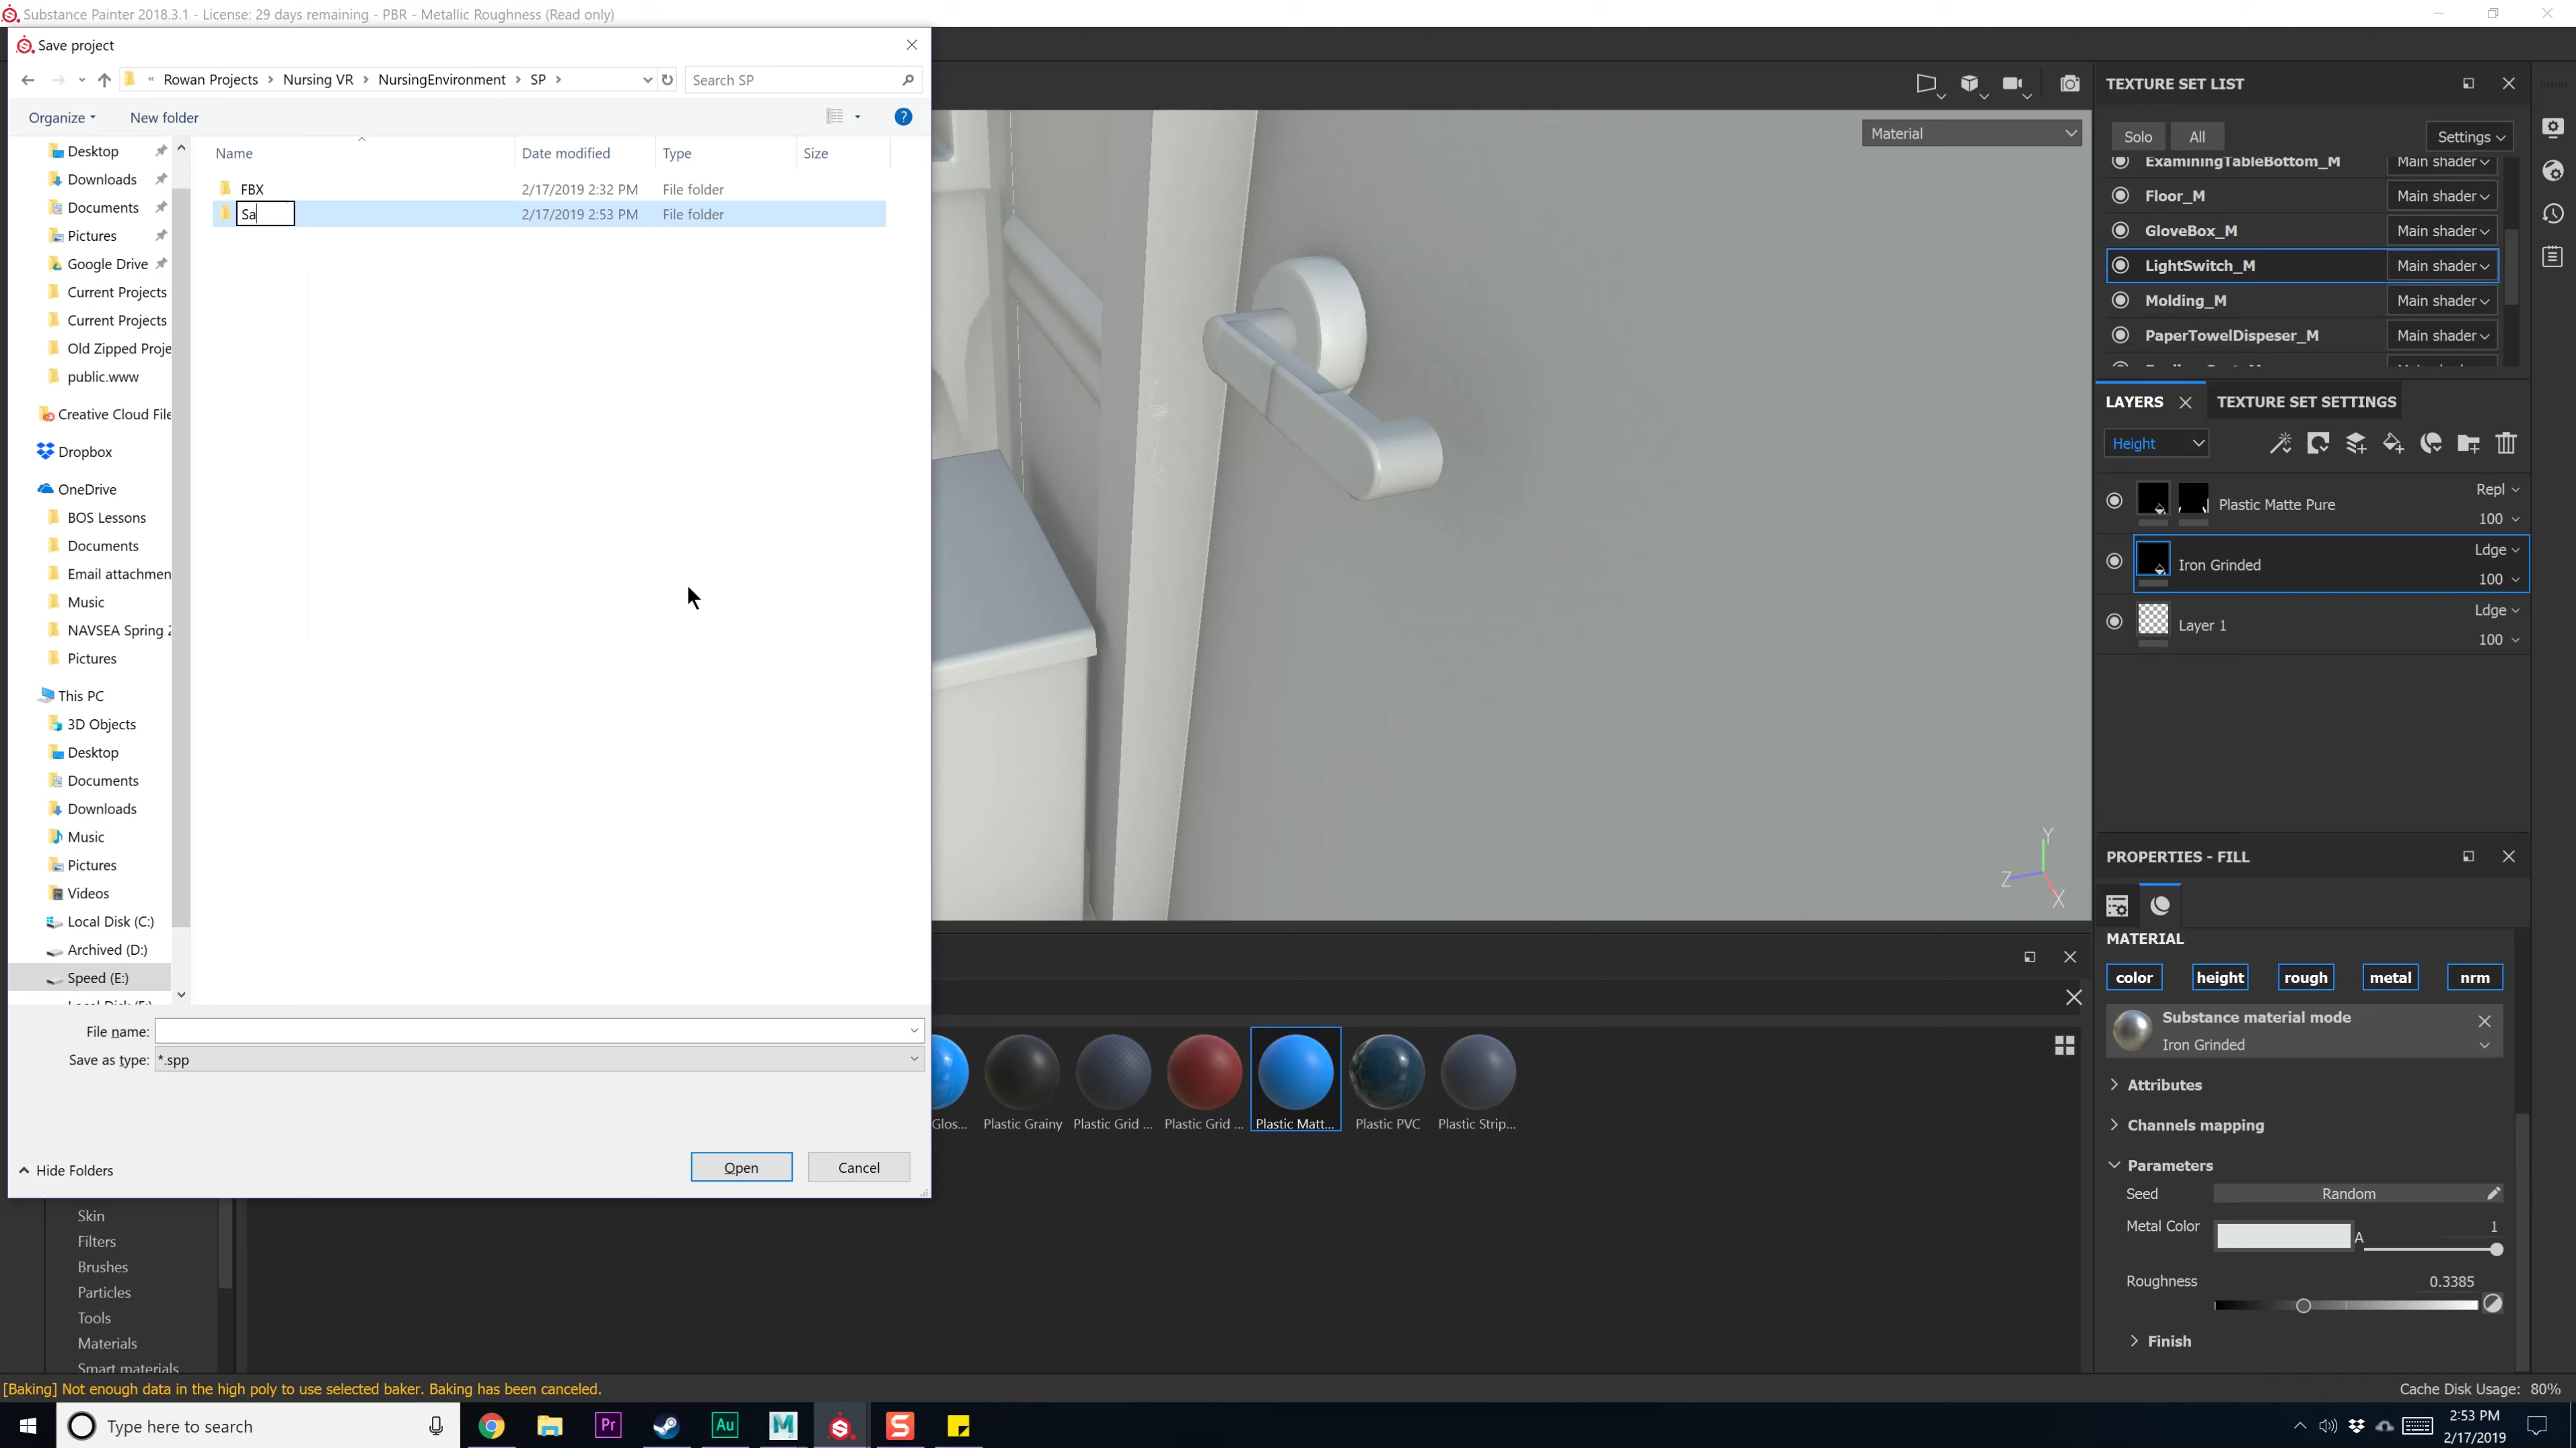 Substance Painter 2018.3.1 - License: 29 days remaining - PBR - Metallic Roughness (Read only)
Save project
« Rowan Projects > Nursing VR > NursingEnvironment > SP >
Search SP
Organize
New folder
Name
Date modified
Type
Size
FBX
2/17/2019 2:32 PM
File folder
Sa
2/17/2019 2:53 PM
File folder
Desktop
Downloads
Documents
Pictures
Google Drive
Current Projects
Current Projects
Old Zipped Proje
public.www
Creative Cloud File
Dropbox
OneDrive
BOS Lessons
Documents
Email attachmen
Music
NAVSEA Spring 2
Pictures
This PC
3D Objects
Desktop
Documents
Downloads
Music
Pictures
Videos
Local Disk (C:)
Archived (D:)
Speed (E:)
File name:
Save as type:
*.spp
Hide Folders
Open
Cancel
Skin
Filters
Brushes
Particles
Tools
Materials
Smart materials
Material
Y
Z
X
Glos...
Plastic Grainy
Plastic Grid ...
Plastic Grid ...
Plastic Matt...
Plastic PVC
Plastic Strip...
TEXTURE SET LIST
Solo
All
Settings
ExaminingTableBottom_M
Main shader
Floor_M
Main shader
GloveBox_M
Main shader
LightSwitch_M
Main shader
Molding_M
Main shader
PaperTowelDispeser_M
Main shader
LAYERS
TEXTURE SET SETTINGS
Height
Plastic Matte Pure
Repl
100
Iron Grinded
Ldge
100
Layer 1
Ldge
100
PROPERTIES - FILL
MATERIAL
color
height
rough
metal
nrm
Substance material mode
Iron Grinded
Attributes
Channels mapping
Parameters
Seed
Random
Metal Color
A
1
Roughness
0.3385
Finish
[Baking] Not enough data in the high poly to use selected baker. Baking has been canceled.
Cache Disk Usage: 80%
Type here to search
Pr
Au
M
S
2:53 PM
2/17/2019